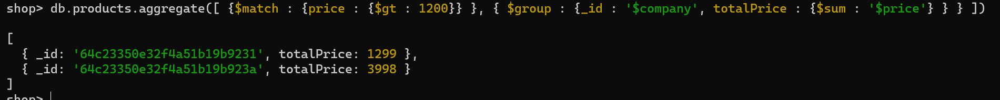 shop> db.products.aggregate([ {$match : {price : {$gt : 1200}} }, { $group : {_id : '$company', totalPrice : {$sum : '$price'} } } ])
[
{ _id: '64c23350e32f4a51b19b9231', totalPrice: 1299 },
{ _id: '64c23350e32f4a51b19b923a', totalPrice: 3998 }
]
shop>